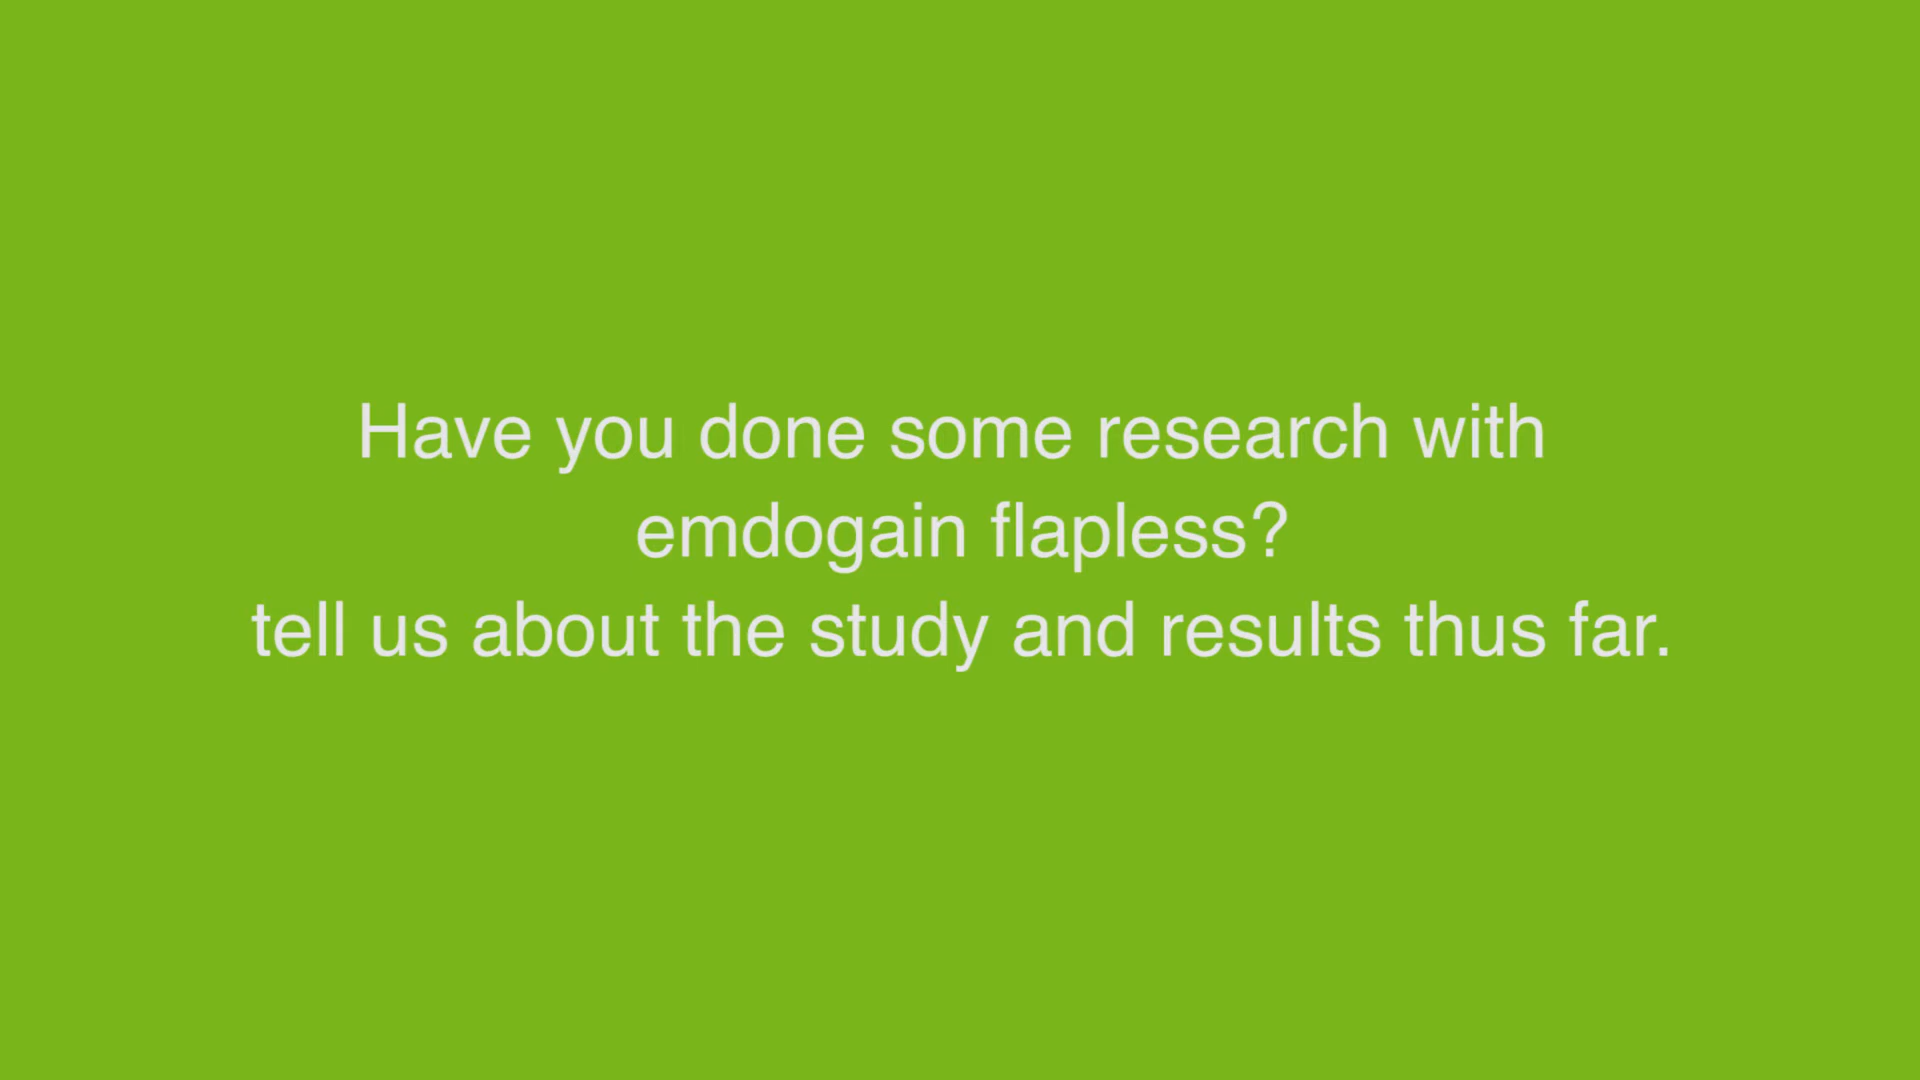 Have you done some research with
emdogain flapless?
tell us about the study and results thus far.